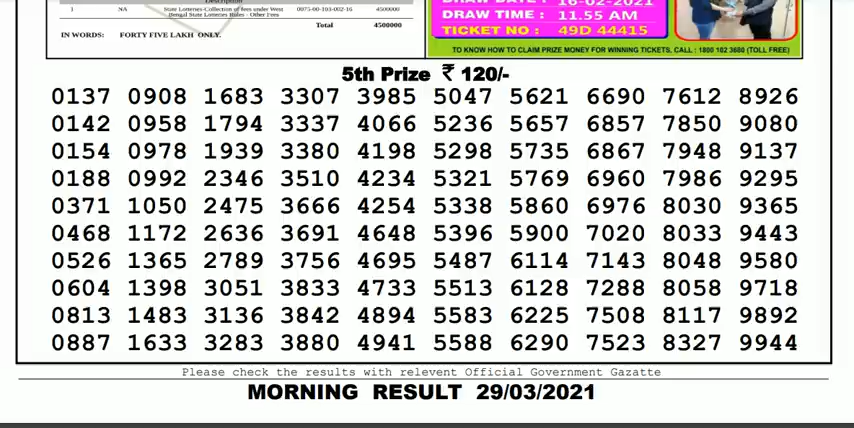 Description
1 NA State Lotteries-Collection of fees under West Bengal State Lotteries Rules - Other Fees 0075-00-103-002-16 4500000
Total 4500000
IN WORDS: FORTY FIVE LAKH ONLY.
DRAW DATE : 16-02-2021
DRAW TIME : 11.55 AM
TICKET NO : 49D 44415
TO KNOW HOW TO CLAIM PRIZE MONEY FOR WINNING TICKETS, CALL : 1800 102 3680 (TOLL FREE)
5th Prize ₹ 120/-
0137 0908 1683 3307 3985 5047 5621 6690 7612 8926
0142 0958 1794 3337 4066 5236 5657 6857 7850 9080
0154 0978 1939 3380 4198 5298 5735 6867 7948 9137
0188 0992 2346 3510 4234 5321 5769 6960 7986 9295
0371 1050 2475 3666 4254 5338 5860 6976 8030 9365
0468 1172 2636 3691 4648 5396 5900 7020 8033 9443
0526 1365 2789 3756 4695 5487 6114 7143 8048 9580
0604 1398 3051 3833 4733 5513 6128 7288 8058 9718
0813 1483 3136 3842 4894 5583 6225 7508 8117 9892
0887 1633 3283 3880 4941 5588 6290 7523 8327 9944
Please check the results with relevent Official Government Gazatte
MORNING RESULT 29/03/2021